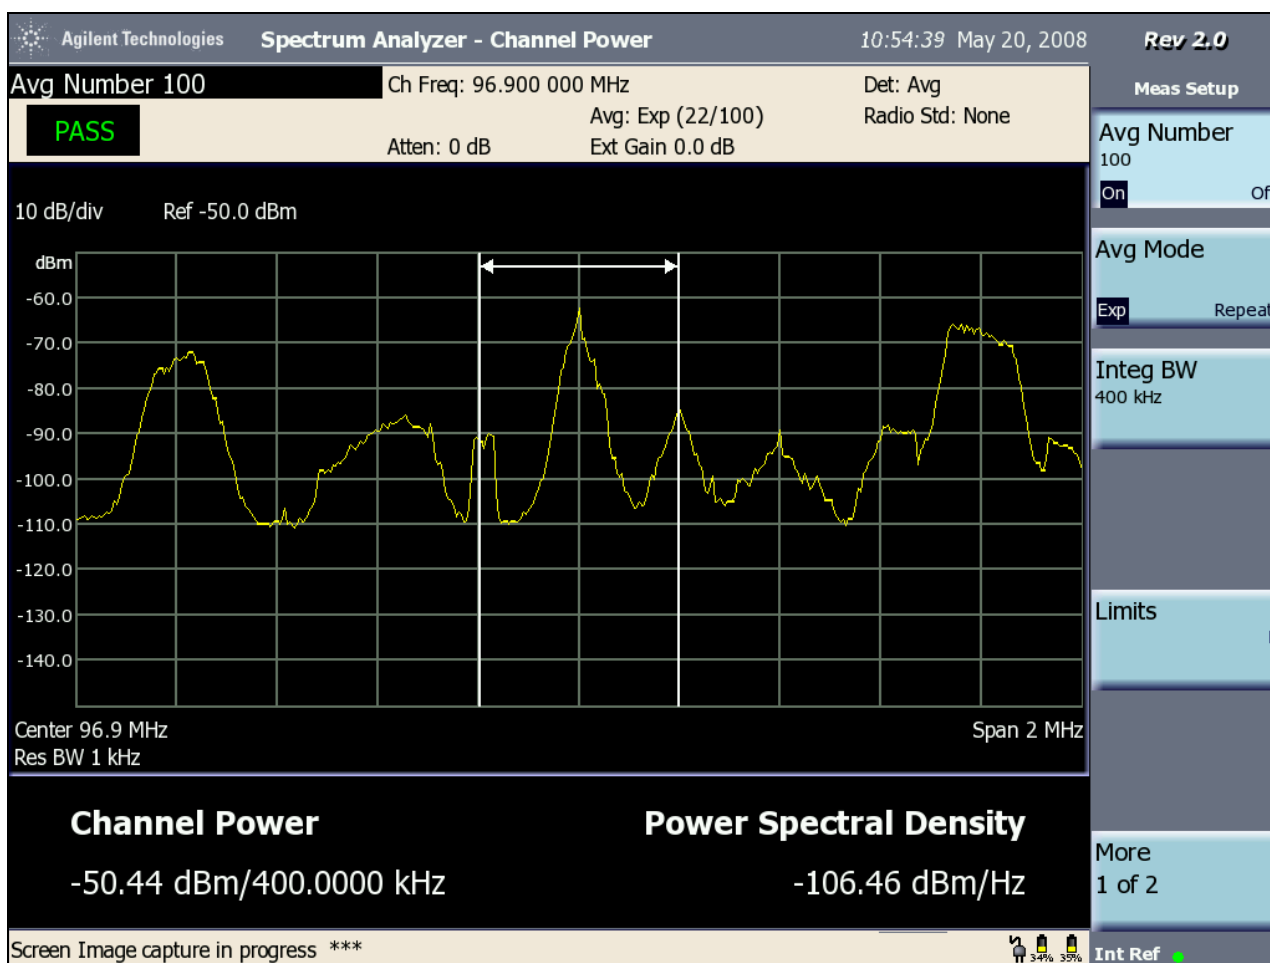 Agilent Technologies Spectrum Analyzer - Channel Power 10:54:39 May 20, 2008 Rev 2.0
Avg Number 100 Ch Freq: 96.900 000 MHz Det: Avg Meas Setup
PASS Avg: Exp (22/100) Radio Std: None
Atten: 0 dB Ext Gain 0.0 dB
Avg Number
100
On Of
10 dB/div Ref -50.0 dBm
Avg Mode
Exp Repeat
Integ BW
400 kHz
Limits
More
1 of 2
dBm
-60.0
-70.0
-80.0
-90.0
-100.0
-110.0
-120.0
-130.0
-140.0
Center 96.9 MHz Span 2 MHz
Res BW 1 kHz
Channel Power Power Spectral Density
-50.44 dBm/400.0000 kHz -106.46 dBm/Hz
Screen Image capture in progress *** 34% 35% Int Ref